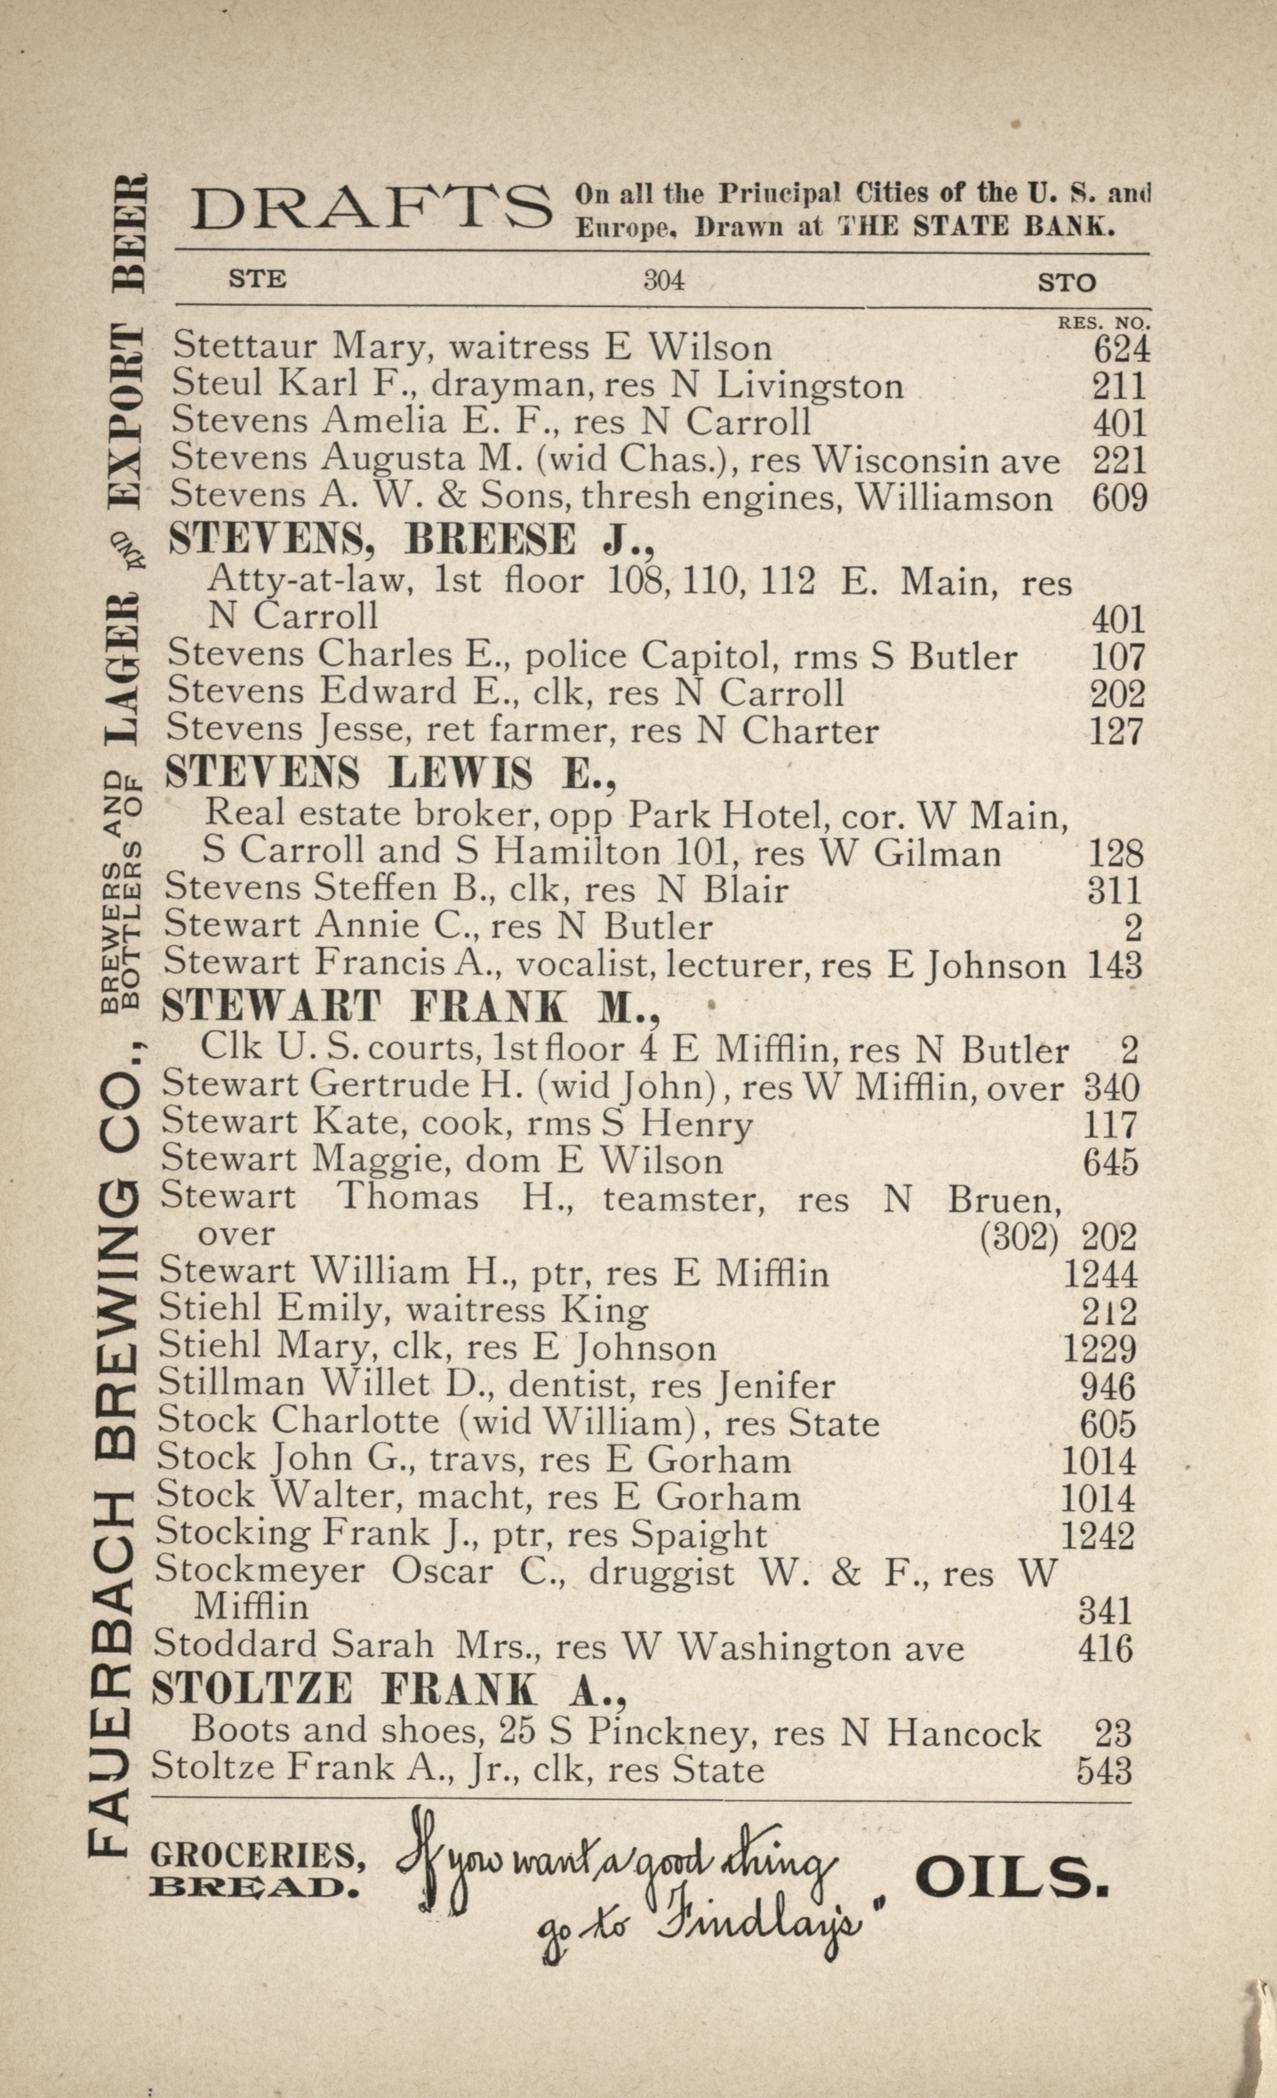 DRAFTS On all the Principal Cities of the U. S. and
Europe, Drawn at THE STATE BANK.
STE 304 STO
RES. NO.
Stettaur Mary, waitress E Wilson 624
Steul Karl F., drayman, res N Livingston 211
Stevens Amelia E. F., res N Carroll 401
Stevens Augusta M. (wid Chas.), res Wisconsin ave 221
Stevens A. W. & Sons, thresh engines, Williamson 609
STEVENS, BREESE J.,
Atty-at-law, 1st floor 108, 110, 112 E. Main, res
N Carroll 401
Stevens Charles E., police Capitol, rms S Butler 107
Stevens Edward E., clk, res N Carroll 202
Stevens Jesse, ret farmer, res N Charter 127
STEVENS LEWIS E.,
Real estate broker, opp Park Hotel, cor. W Main,
S Carroll and S Hamilton 101, res W Gilman 128
Stevens Steffen B., clk, res N Blair 311
Stewart Annie C., res N Butler 2
Stewart Francis A., vocalist, lecturer, res E Johnson 143
STEWART FRANK M.,
Clk U. S. courts, 1st floor 4 E Mifflin, res N Butler 2
Stewart Gertrude H. (wid John), res W Mifflin, over 340
Stewart Kate, cook, rms S Henry 117
Stewart Maggie, dom E Wilson 645
Stewart Thomas H., teamster, res N Bruen,
over (302) 202
Stewart William H., ptr, res E Mifflin 1244
Stiehl Emily, waitress King 212
Stiehl Mary, clk, res E Johnson 1229
Stillman Willet D., dentist, res Jenifer 946
Stock Charlotte (wid William), res State 605
Stock John G., travs, res E Gorham 1014
Stock Walter, macht, res E Gorham 1014
Stocking Frank J., ptr, res Spaight 1242
Stockmeyer Oscar C., druggist W. & F., res W
Mifflin 341
Stoddard Sarah Mrs., res W Washington ave 416
STOLTZE FRANK A.,
Boots and shoes, 25 S Pinckney, res N Hancock 23
Stoltze Frank A., Jr., clk, res State 543
GROCERIES,
BREAD.
If you want a good thing
go to "Findlay's"
OILS.
FAUERBACH BREWING CO., BREWERS AND
BOTTLERS OF LAGER AND EXPORT BEER